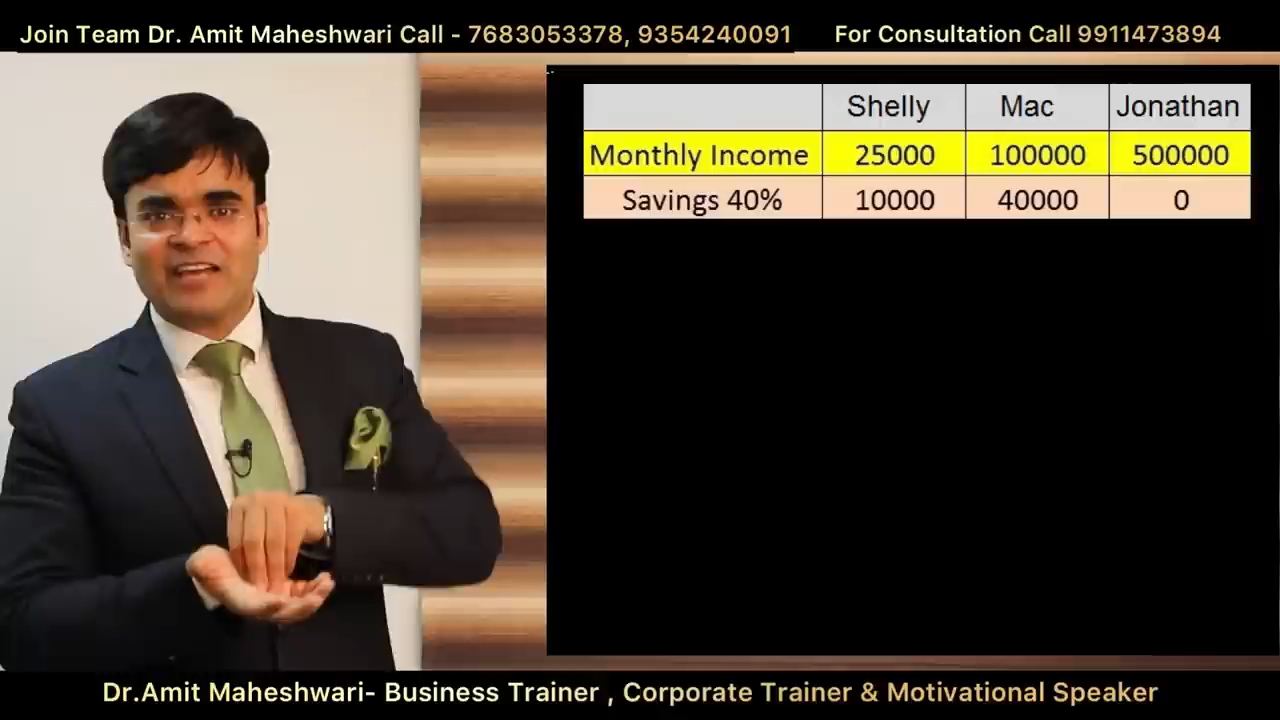 Join Team Dr. Amit Maheshwari Call - 7683053378, 9354240091 For Consultation Call 9911473894
Shelly Mac Jonathan
Monthly Income 25000 100000 500000
Savings 40% 10000 40000 0
Dr.Amit Maheshwari- Business Trainer , Corporate Trainer & Motivational Speaker